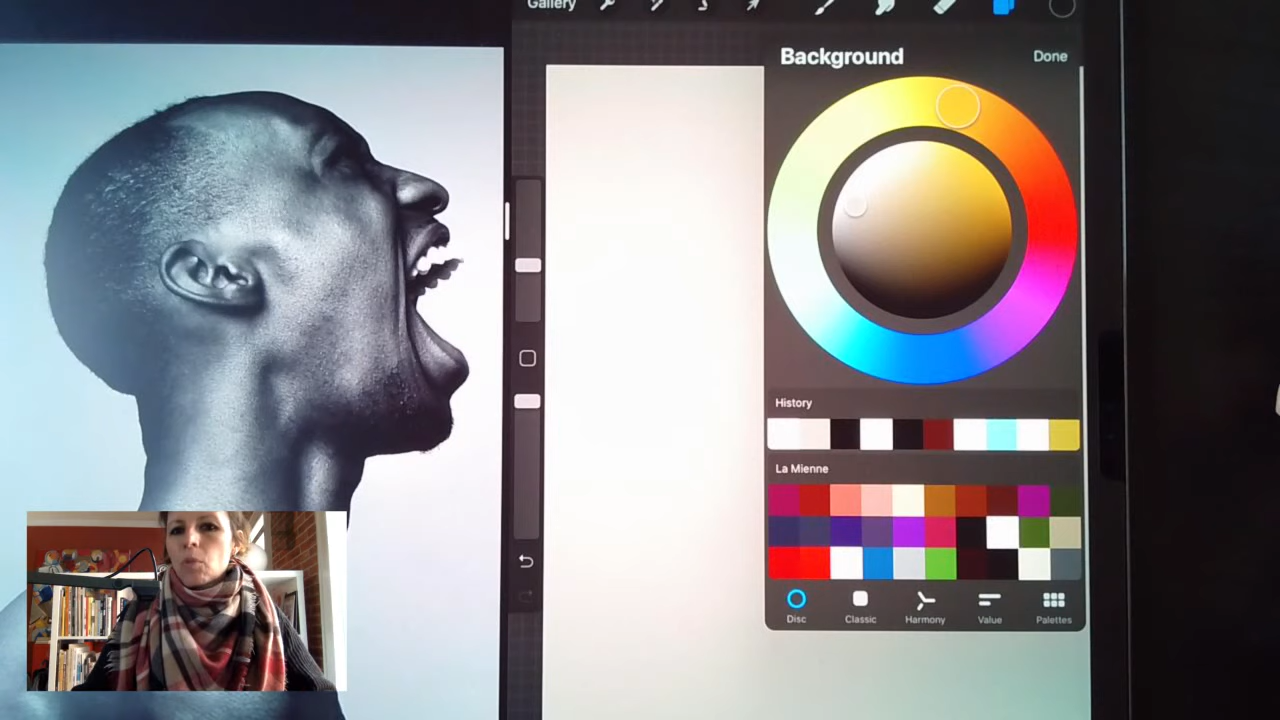 Gallery
Background
Done
History
La Mienne
Disc
Classic
Harmony
Value
Palettes